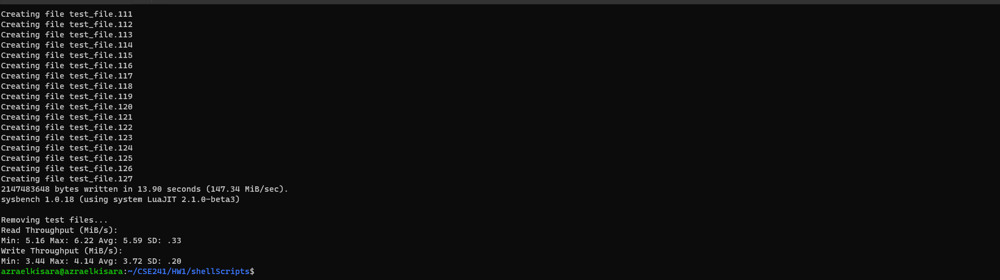 Creating file test_file.111
Creating file test_file.112
Creating file test_file.113
Creating file test_file.114
Creating file test_file.115
Creating file test_file.116
Creating file test_file.117
Creating file test_file.118
Creating file test_file.119
Creating file test_file.120
Creating file test_file.121
Creating file test_file.122
Creating file test_file.123
Creating file test_file.124
Creating file test_file.125
Creating file test_file.126
Creating file test_file.127
2147483648 bytes written in 13.90 seconds (147.34 MiB/sec).
sysbench 1.0.18 (using system LuaJIT 2.1.0-beta3)
Removing test files...
Read Throughput (MiB/s):
Min: 5.16 Max: 6.22 Avg: 5.59 SD: .33
Write Throughput (MiB/s):
Min: 3.44 Max: 4.14 Avg: 3.72 SD: .20
azraelkisara@azraelkisara:~/CSE241/HW1/shellScripts$